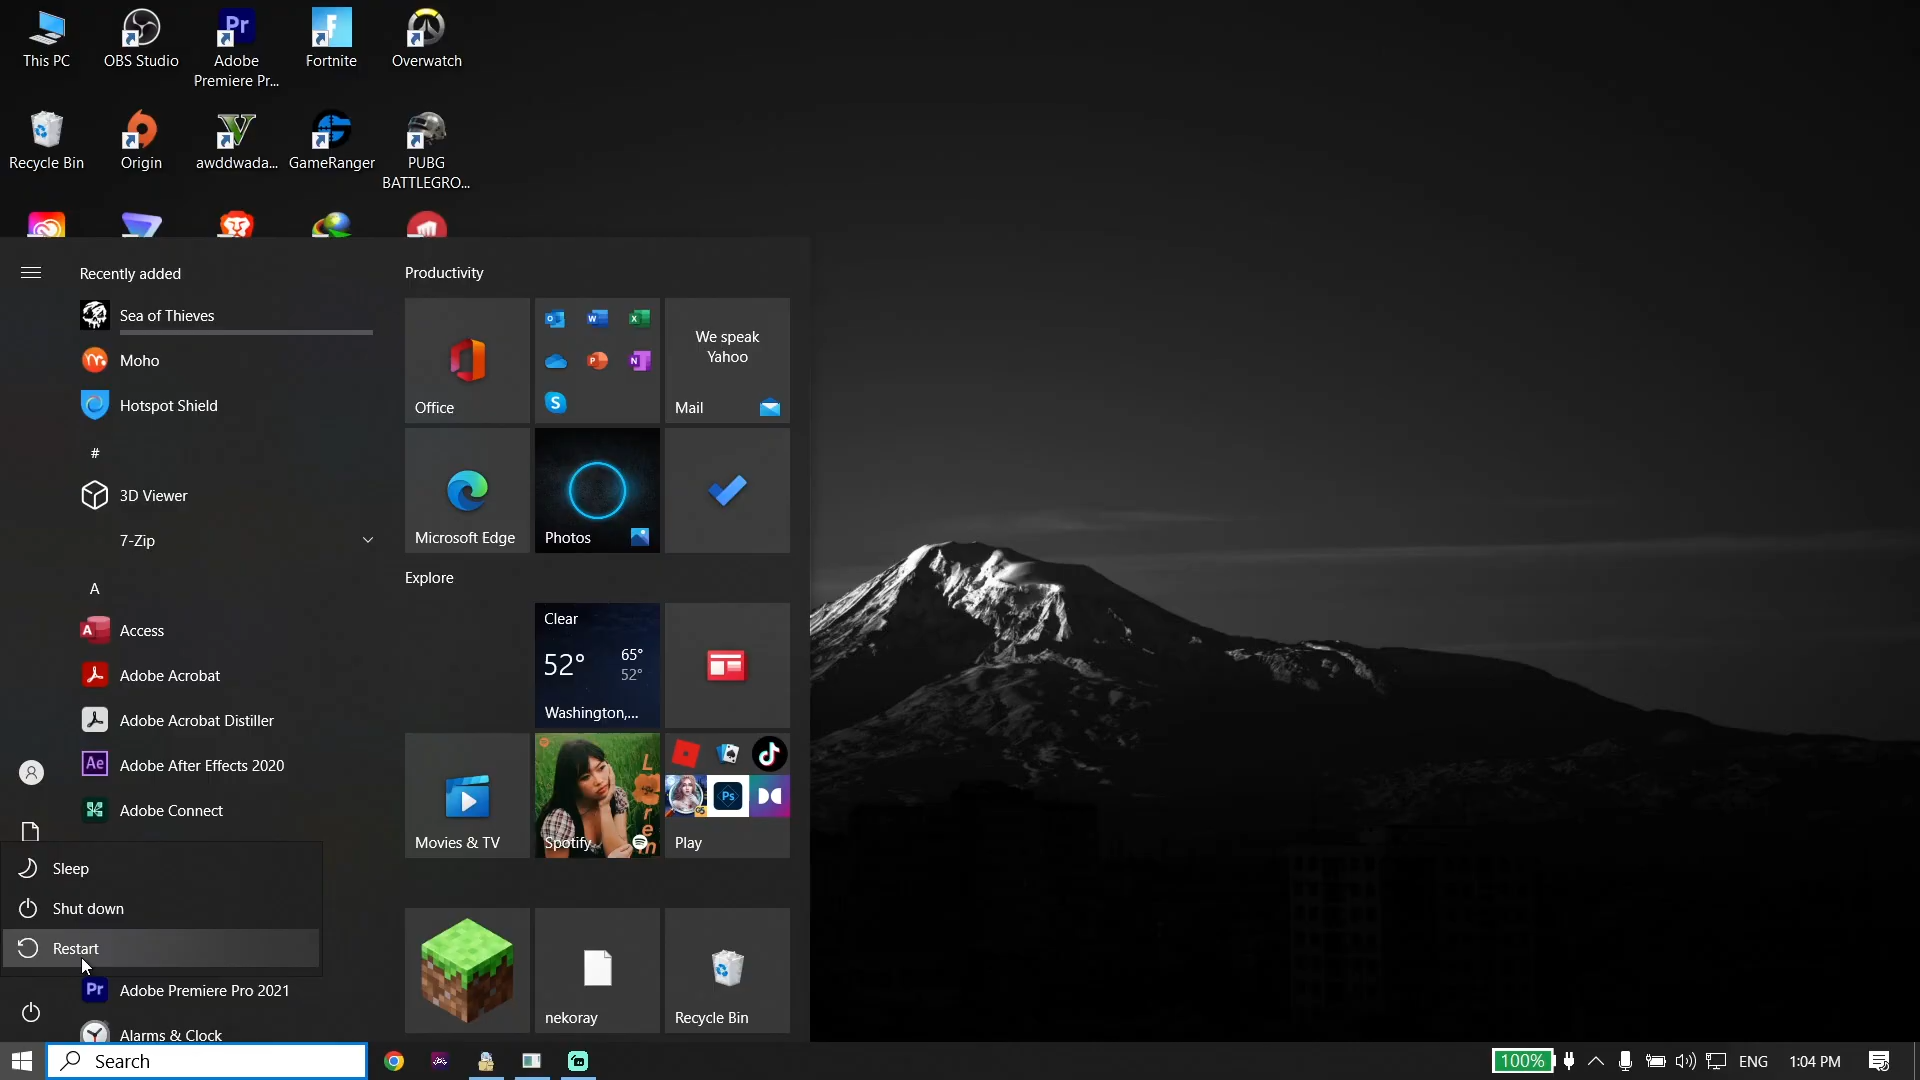 This PC
OBS Studio
Adobe
Premiere Pr...
Fortnite
Overwatch
Recycle Bin
Origin
awddwada...
GameRanger
PUBG
BATTLEGRO...
Recently added
Sea of Thieves
Moho
Hotspot Shield
#
3D Viewer
7-Zip
A
Access
Adobe Acrobat
Adobe Acrobat Distiller
Adobe After Effects 2020
Adobe Connect
Sleep
Shut down
Restart
Adobe Premiere Pro 2021
Alarms & Clock
Productivity
Office
We speak
Yahoo
Mail
Microsoft Edge
Photos
Explore
Clear
52°
65°
52°
Washington,...
Movies & TV
Lorem
Spotify
Play
nekoray
Recycle Bin
Search
100%
ENG
1:04 PM